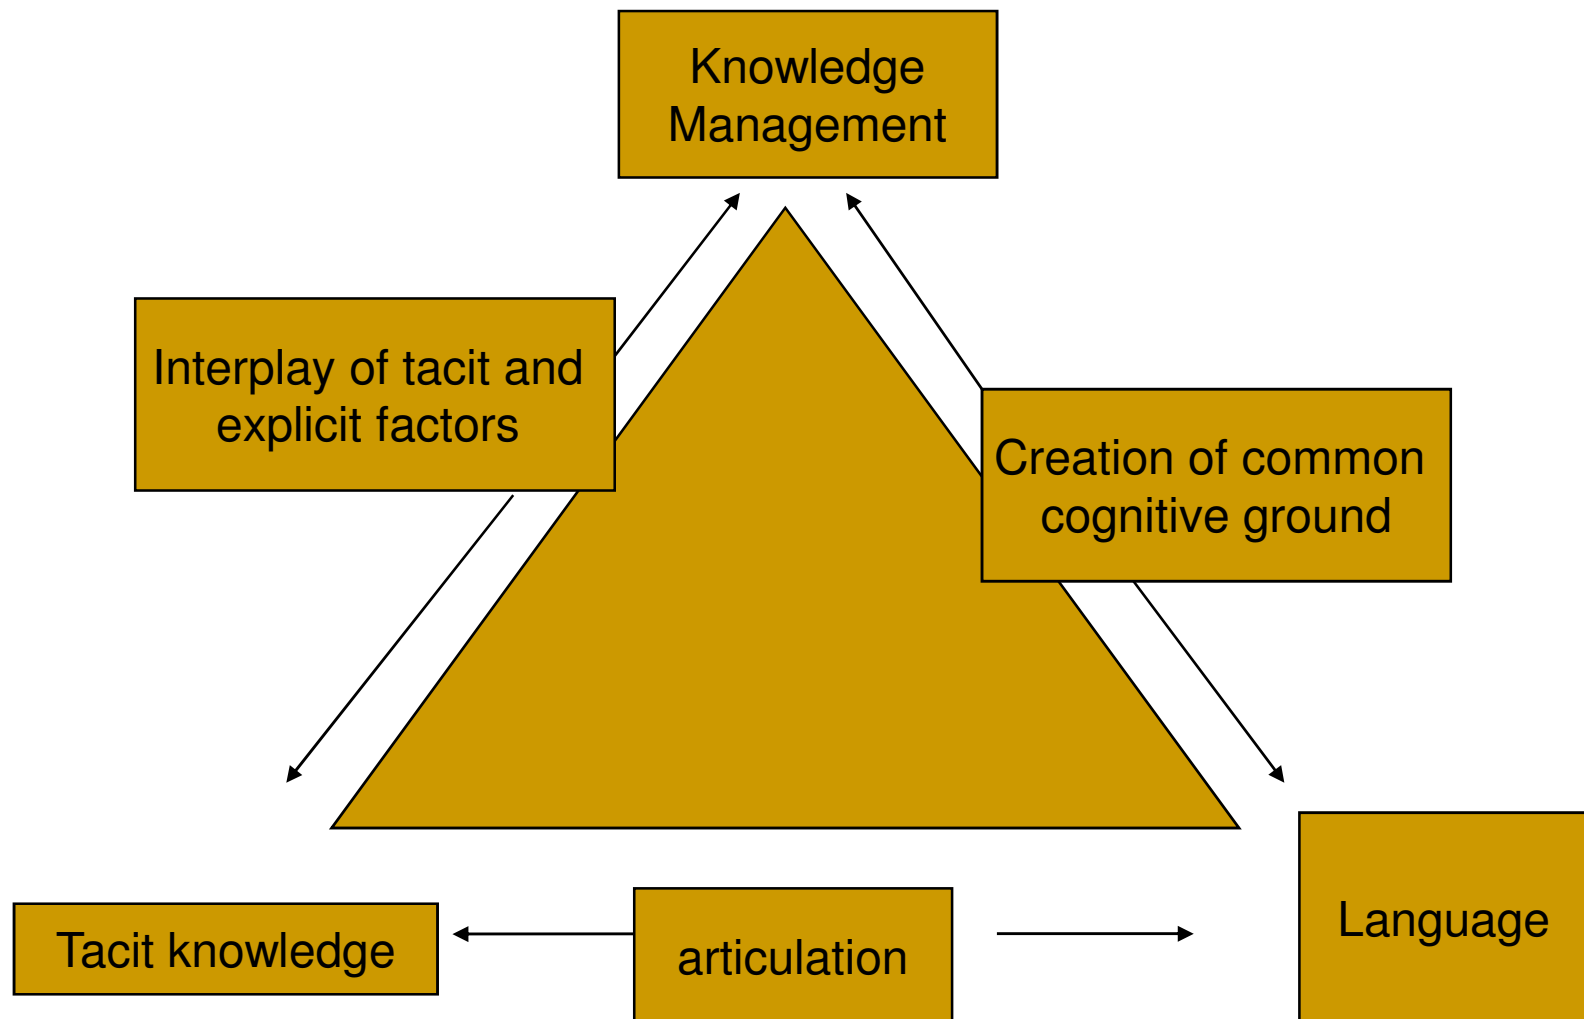 Knowledge
Management
Interplay of tacit and
explicit factors
Creation of common
cognitive ground
Tacit knowledge
articulation
Language